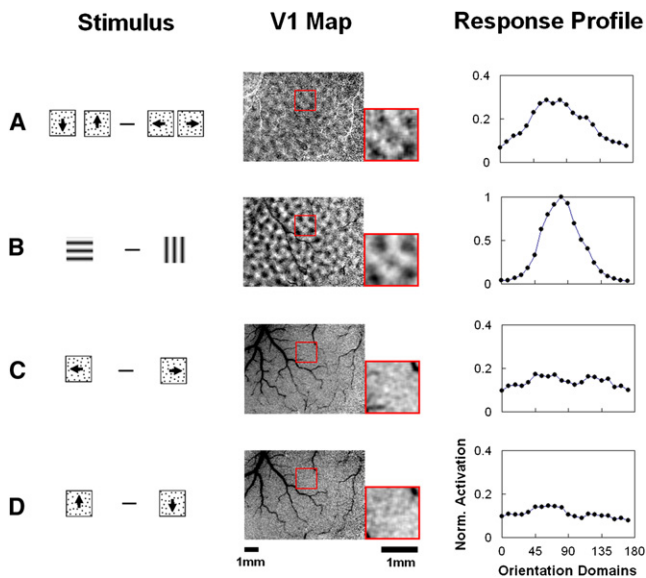 Stimulus V1 Map Response Profile
A
0.4
0.2
0
B
1
0.5
0
C
0.4
0.2
0
D
0.4
0.2
0
Norm. Activation
0 45 90 135 180
1mm 1mm
Orientation Domains